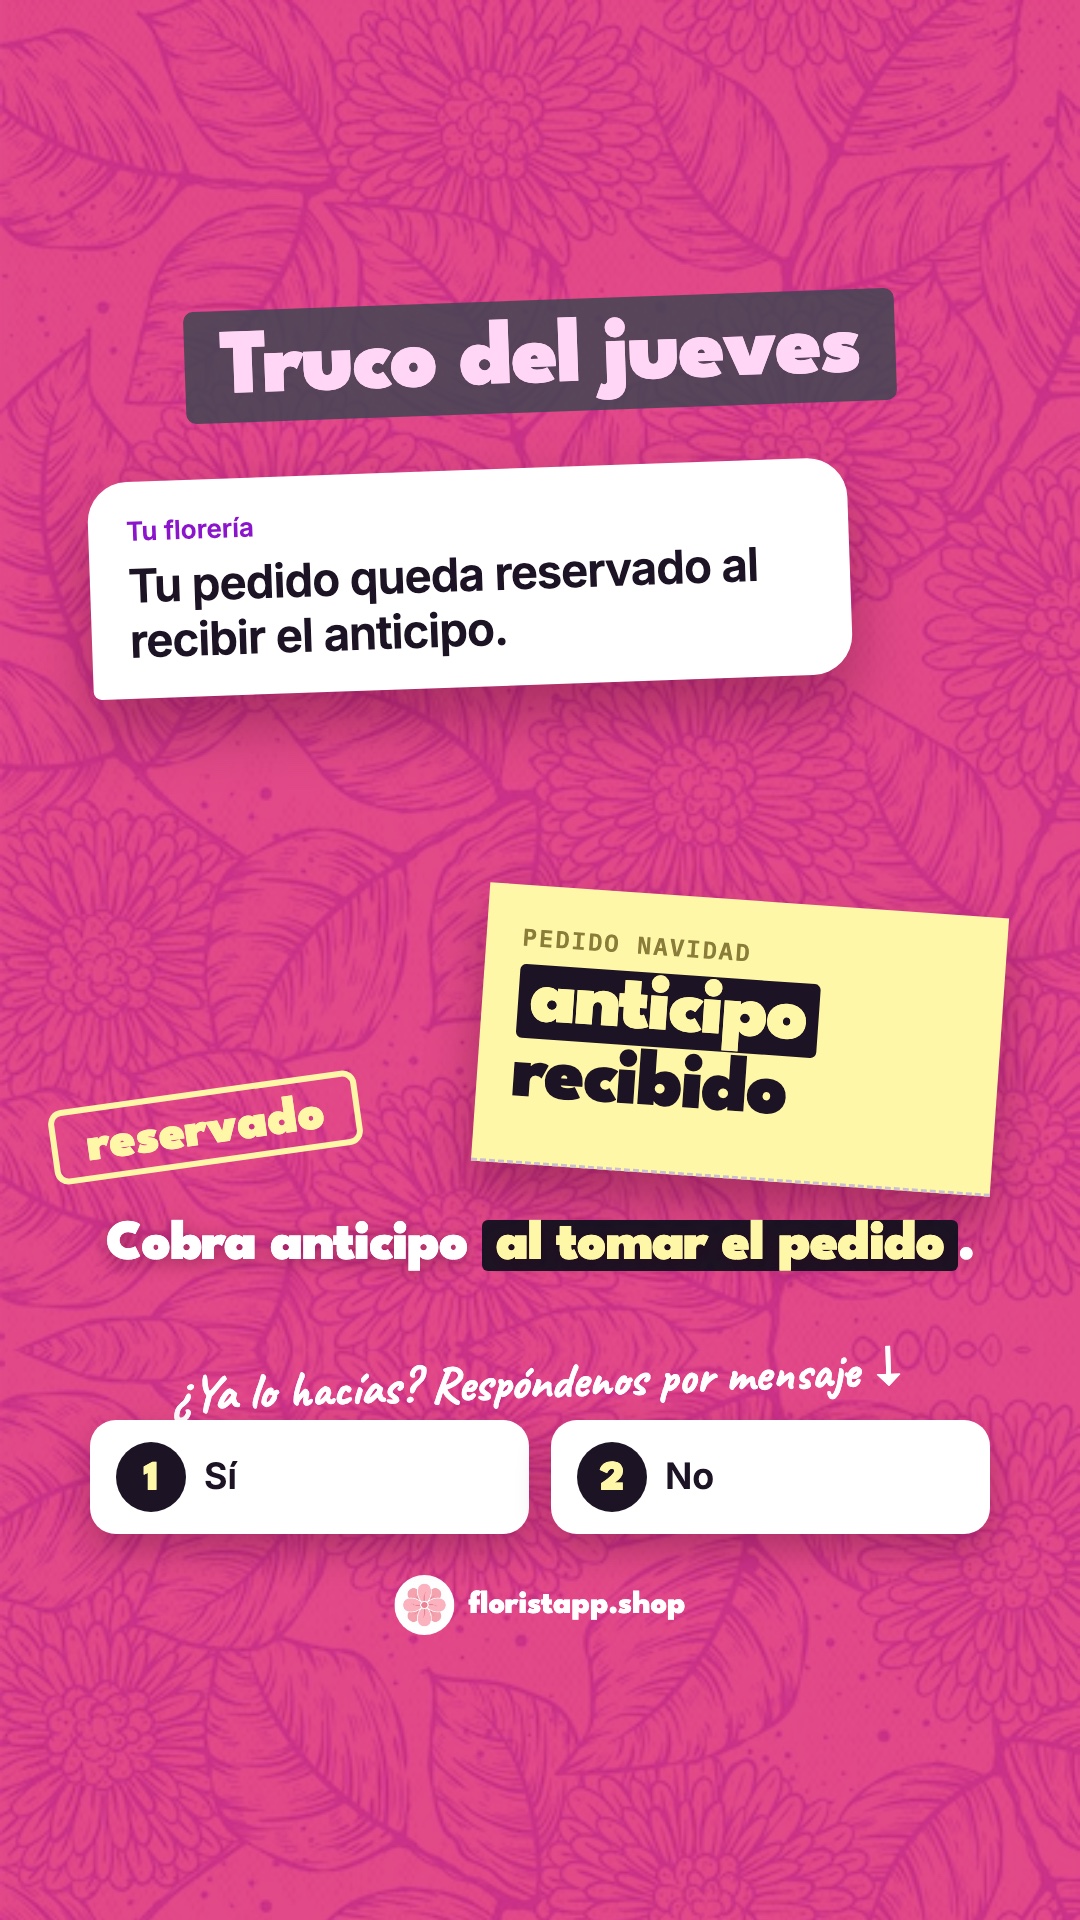 Truco del jueves
Tu florería
Tu pedido queda reservado al
recibir el anticipo.
PEDIDO NAVIDAD
anticipo
recibido
reservado
Cobra anticipo al tomar el pedido.
¿Ya lo hacías? Respóndenos por mensaje ↓
1 Sí
2 No
floristapp.shop